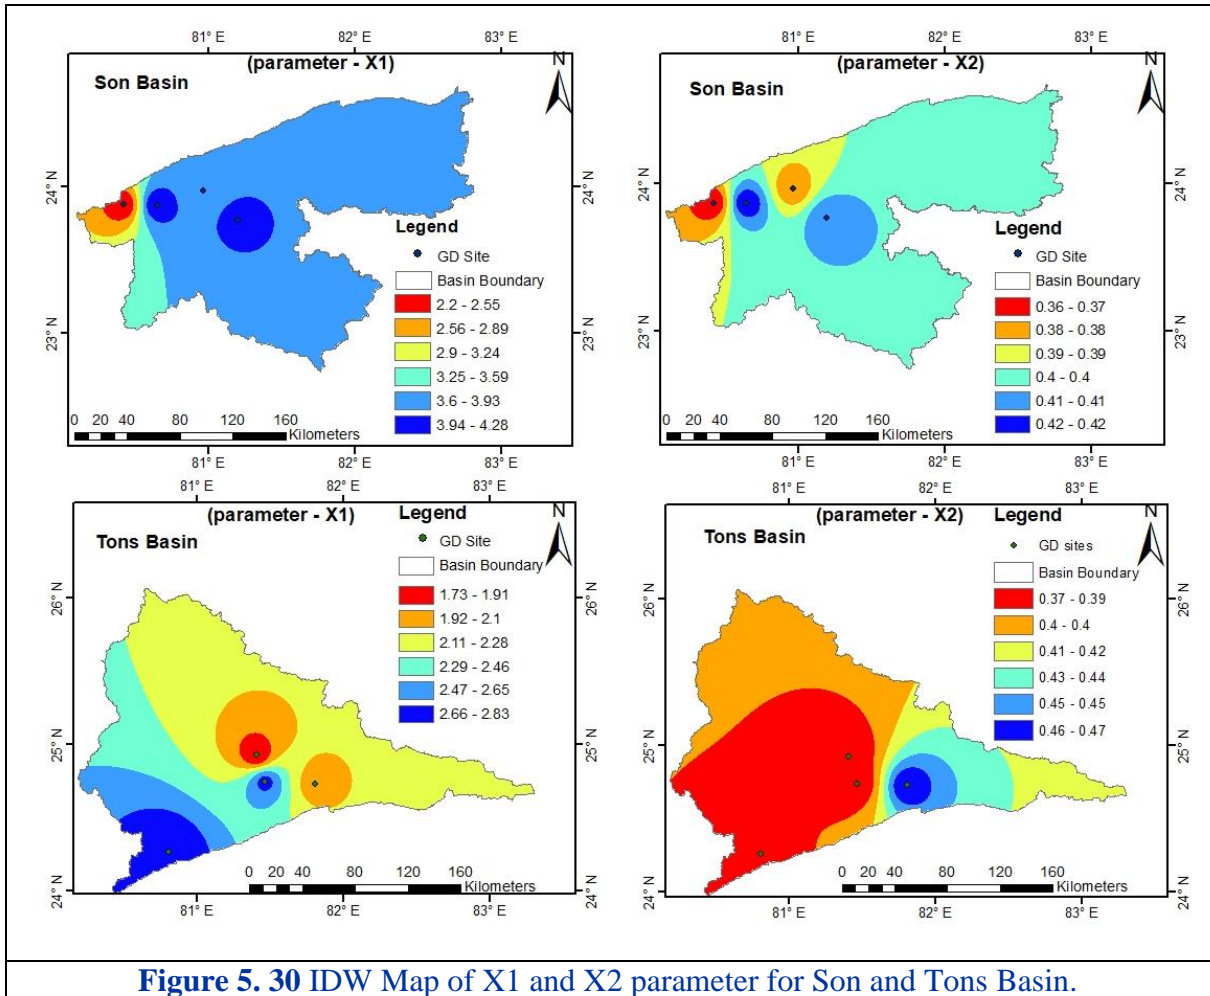 81° E 82° E 83° E
(parameter - X1)
Son Basin
N
24° N
24° N
23° N
23° N
Legend
GD Site
Basin Boundary
2.2 - 2.55
2.56 - 2.89
2.9 - 3.24
3.25 - 3.59
3.6 - 3.93
3.94 - 4.28
0 20 40 80 120 160
Kilometers
81° E 82° E 83° E
81° E 82° E 83° E
(parameter - X2)
Son Basin
N
24° N
24° N
23° N
23° N
Legend
GD Site
Basin Boundary
0.36 - 0.37
0.38 - 0.38
0.39 - 0.39
0.4 - 0.4
0.41 - 0.41
0.42 - 0.42
0 20 40 80 120 160
Kilometers
81° E 82° E 83° E
81° E 82° E 83° E
(parameter - X1)
Tons Basin
N
Legend
GD Site
Basin Boundary
1.73 - 1.91
1.92 - 2.1
2.11 - 2.28
2.29 - 2.46
2.47 - 2.65
2.66 - 2.83
26° N
26° N
25° N
25° N
24° N
24° N
0 20 40 80 120 160
Kilometers
81° E 82° E 83° E
81° E 82° E 83° E
(parameter - X2)
Tons Basin
N
Legend
GD sites
Basin Boundary
0.37 - 0.39
0.4 - 0.4
0.41 - 0.42
0.43 - 0.44
0.45 - 0.45
0.46 - 0.47
26° N
26° N
25° N
25° N
24° N
24° N
0 20 40 80 120 160
Kilometers
81° E 82° E 83° E
Figure 5. 30 IDW Map of X1 and X2 parameter for Son and Tons Basin.